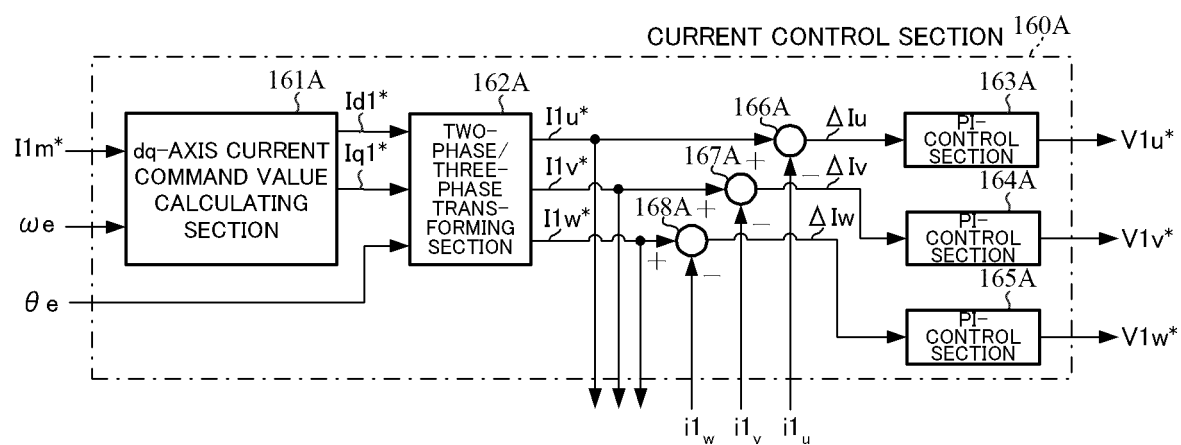 CURRENT CONTROL SECTION
160A
161A
dq-AXIS CURRENT
COMMAND VALUE
CALCULATING
SECTION
I1m*
ωe
θe
Id1*
Iq1*
162A
TWO-
PHASE/
THREE-
PHASE
TRANS-
FORMING
SECTION
I1u*
I1v*
I1w*
166A
167A
168A
+
+
+
−
−
−
ΔIu
ΔIv
ΔIw
163A
PI-
CONTROL
SECTION
164A
PI-
CONTROL
SECTION
165A
PI-
CONTROL
SECTION
V1u*
V1v*
V1w*
i1w
i1v
i1u